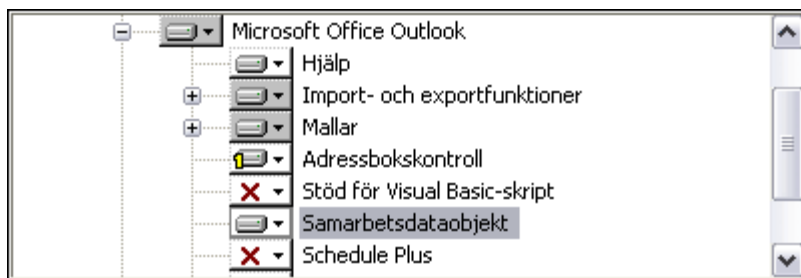 Microsoft Office Outlook
Hjälp
Import- och exportfunktioner
Mallar
Adressbokskontroll
Stöd för Visual Basic-skript
Samarbetsdataobjekt
Schedule Plus